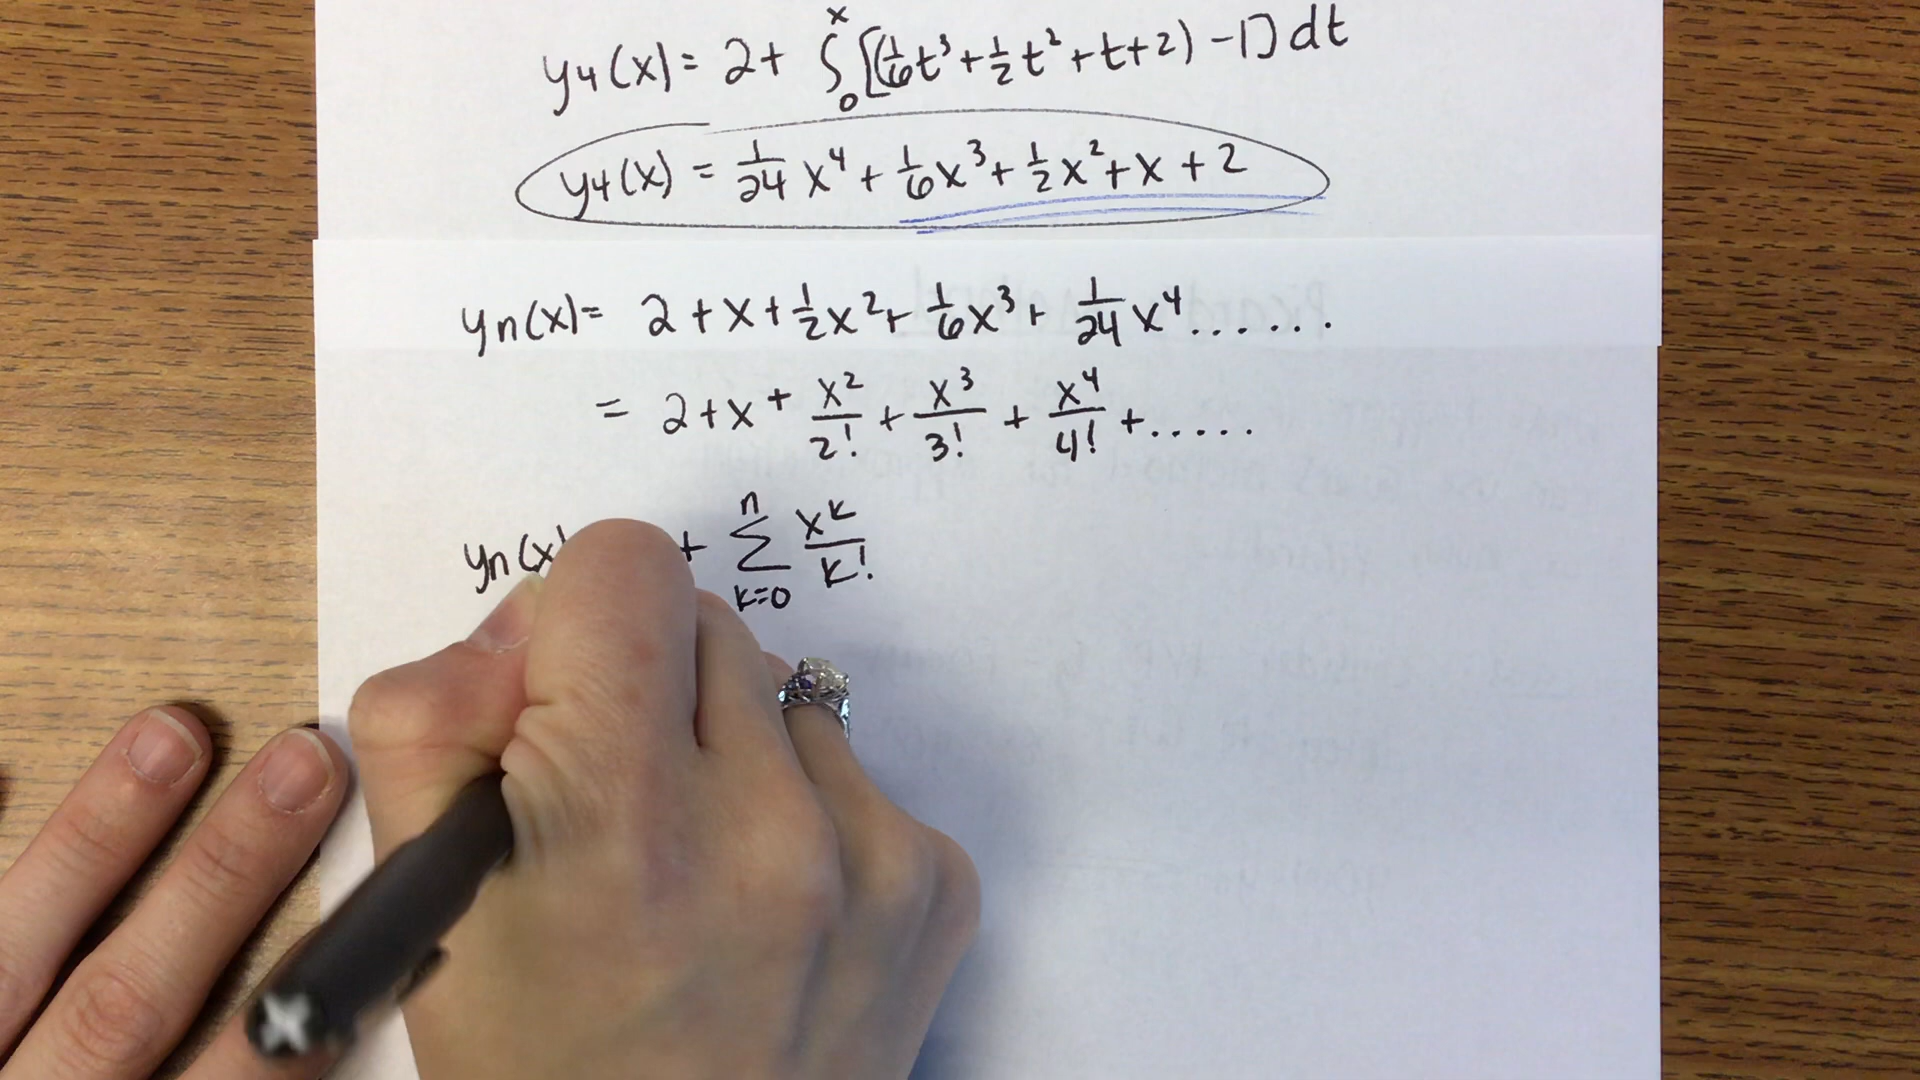 y₄(x) = 2 + ∫₀ˣ [(1/6 t³ + 1/2 t² + t + 2) - 1] dt
y₄(x) = 1/24 x⁴ + 1/6 x³ + 1/2 x² + x + 2
yn(x) = 2 + x + 1/2 x² + 1/6 x³ + 1/24 x⁴ ......
= 2 + x + x²/2! + x³/3! + x⁴/4! + .....
yn(x + n Σ k=0 xᵏ/k!